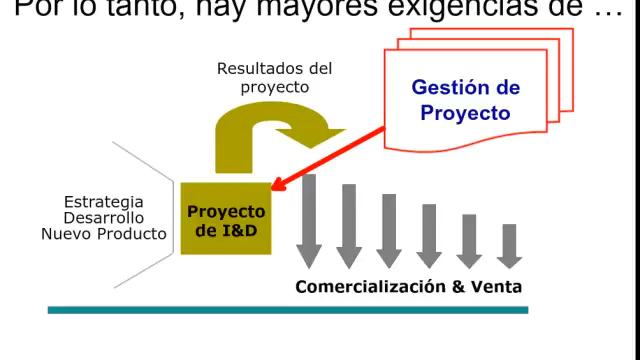 Por lo tanto, hay mayores exigencias de ...
Resultados del
proyecto
Gestión de
Proyecto
Estrategia
Desarrollo
Nuevo Producto
Proyecto
de I&D
Comercialización & Venta